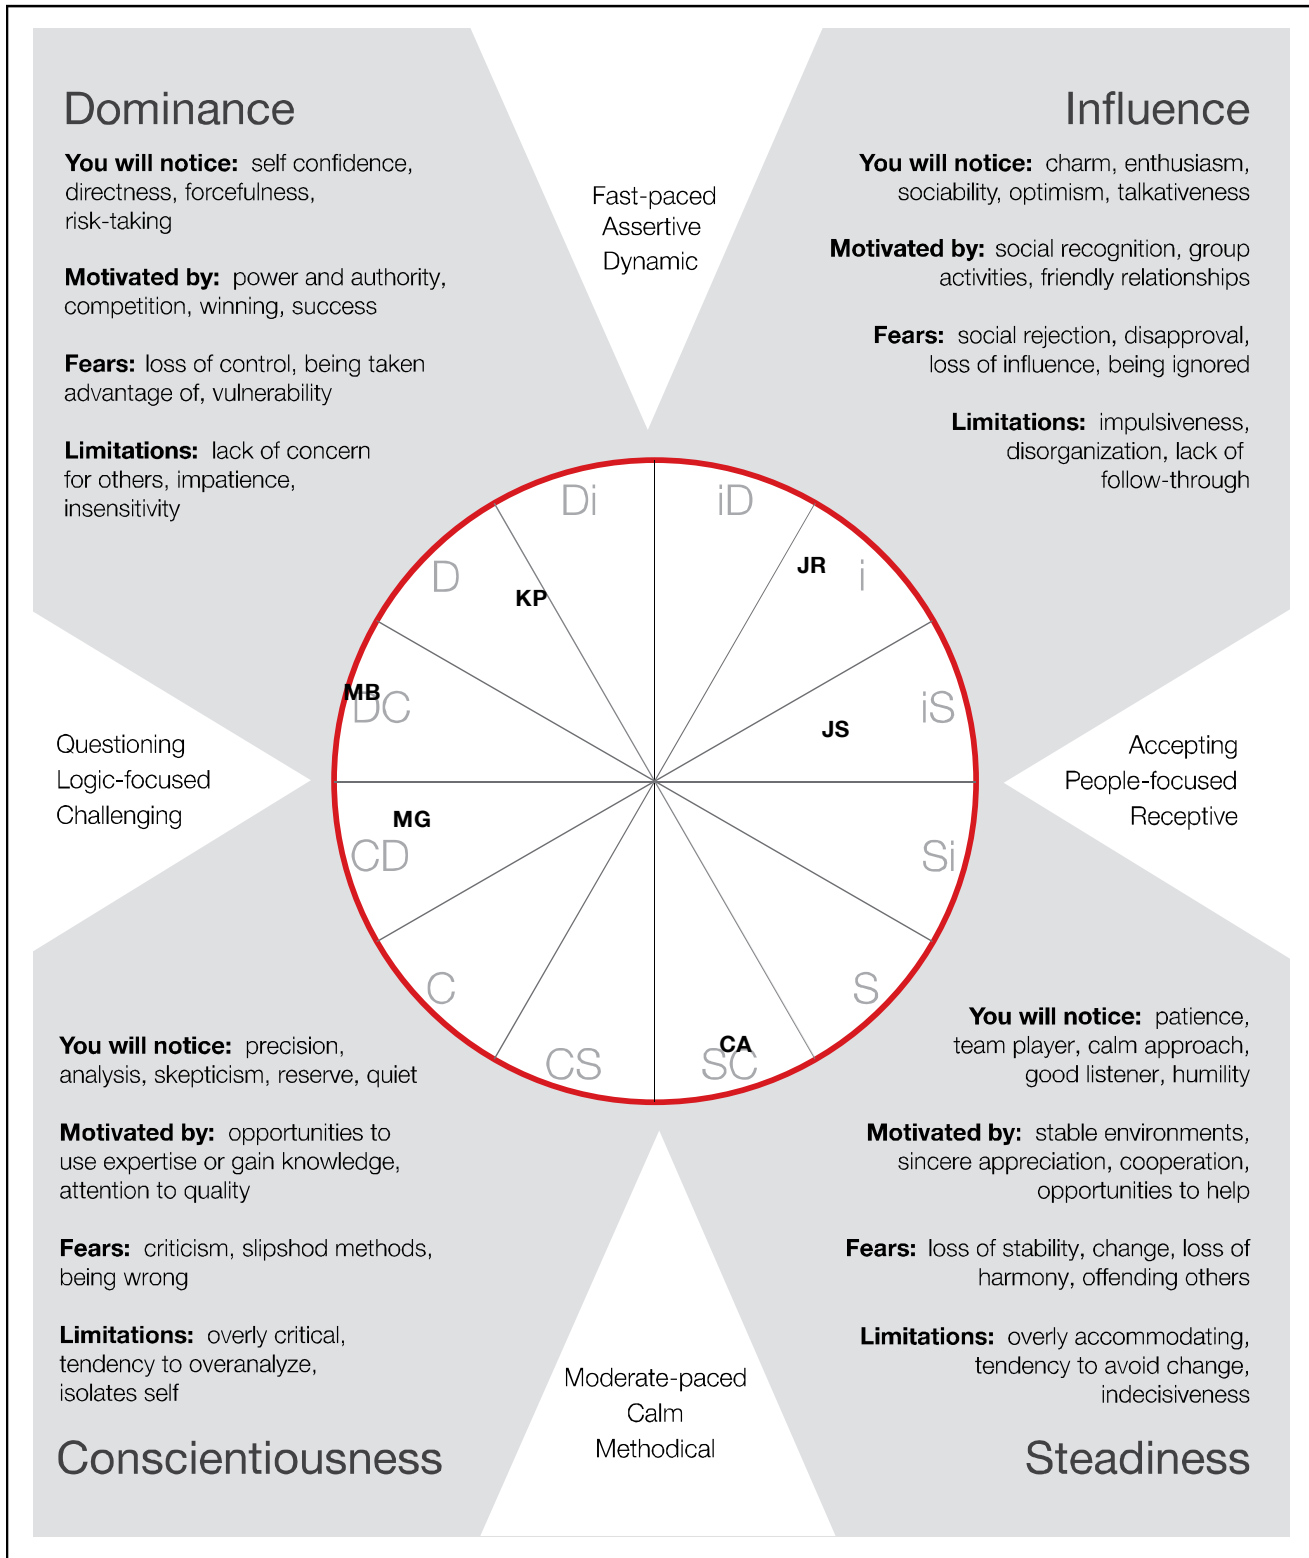 Dominance
You will notice: self confidence,
directness, forcefulness,
risk-taking
Motivated by: power and authority,
competition, winning, success
Fears: loss of control, being taken
advantage of, vulnerability
Limitations: lack of concern
for others, impatience,
insensitivity
Fast-paced
Assertive
Dynamic
Influence
You will notice: charm, enthusiasm,
sociability, optimism, talkativeness
Motivated by: social recognition, group
activities, friendly relationships
Fears: social rejection, disapproval,
loss of influence, being ignored
Limitations: impulsiveness,
disorganization, lack of
follow-through
Di
iD
JR
D
i
KP
MB
DC
iS
JS
Questioning
Logic-focused
Challenging
Accepting
People-focused
Receptive
MG
CD
Si
C
S
CA
CS
SC
You will notice: precision,
analysis, skepticism, reserve, quiet
Motivated by: opportunities to
use expertise or gain knowledge,
attention to quality
Fears: criticism, slipshod methods,
being wrong
Limitations: overly critical,
tendency to overanalyze,
isolates self
Conscientiousness
Moderate-paced
Calm
Methodical
You will notice: patience,
team player, calm approach,
good listener, humility
Motivated by: stable environments,
sincere appreciation, cooperation,
opportunities to help
Fears: loss of stability, change, loss of
harmony, offending others
Limitations: overly accommodating,
tendency to avoid change,
indecisiveness
Steadiness